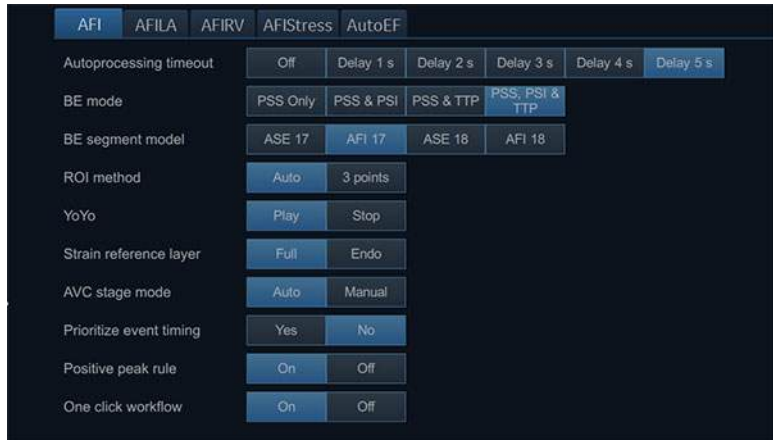 AFI AFILA AFIRV AFIStress AutoEF
Autoprocessing timeout Off Delay 1 s Delay 2 s Delay 3 s Delay 4 s Delay 5 s
BE mode PSS Only PSS & PSI PSS & TTP PSS, PSI & TTP
BE segment model ASE 17 AFI 17 ASE 18 AFI 18
ROI method Auto 3 points
YoYo Play Stop
Strain reference layer Full Endo
AVC stage mode Auto Manual
Prioritize event timing Yes No
Positive peak rule On Off
One click workflow On Off